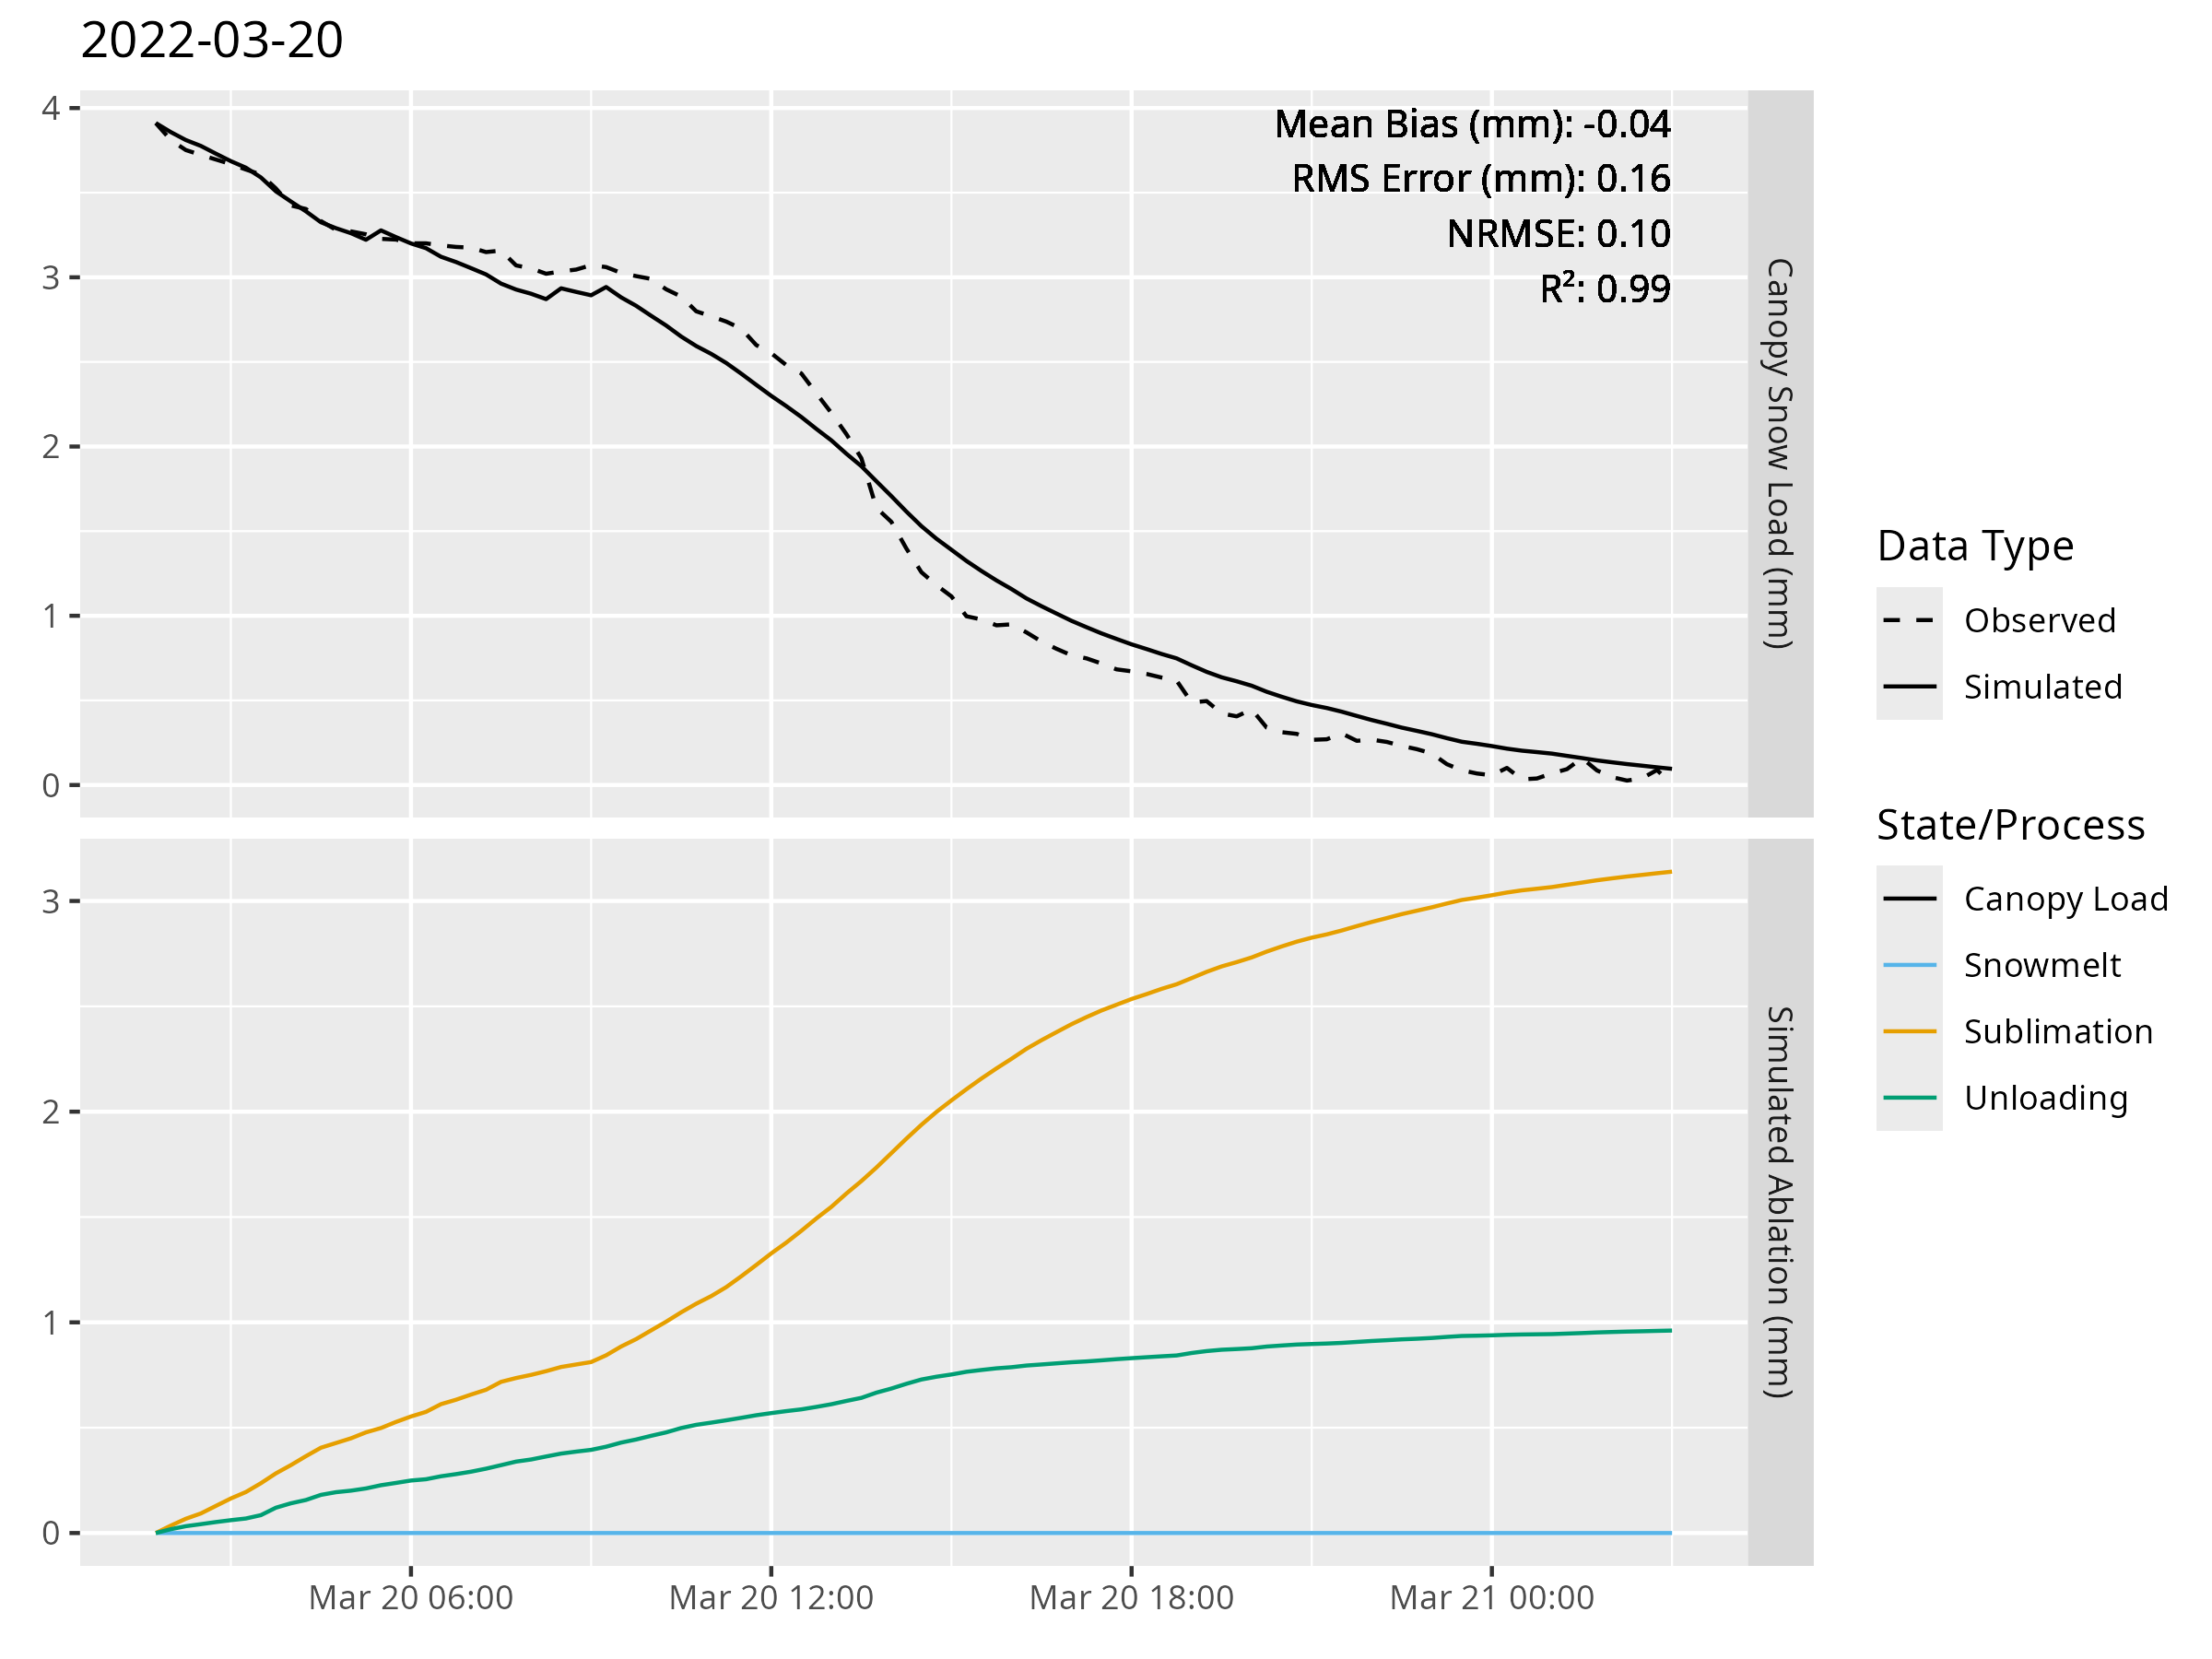 2022-03-20
4
3
2
1
0
Mean Bias (mm): -0.04
RMS Error (mm): 0.16
NRMSE: 0.10
R²: 0.99
Canopy Snow Load (mm)
3
2
1
0
Simulated Ablation (mm)
Mar 20 06:00
Mar 20 12:00
Mar 20 18:00
Mar 21 00:00
Data Type
Observed
Simulated
State/Process
Canopy Load
Snowmelt
Sublimation
Unloading